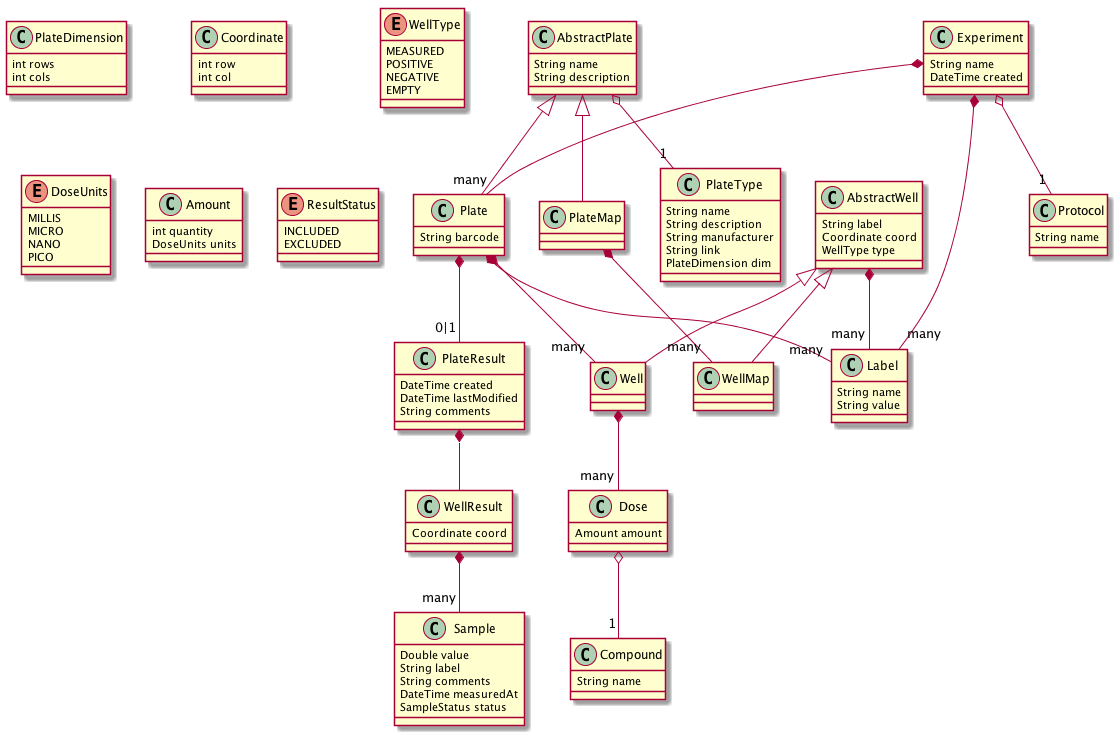 C PlateDimension
int rows
int cols
C Coordinate
int row
int col
E WellType
MEASURED
POSITIVE
NEGATIVE
EMPTY
C AbstractPlate
String name
String description
C Experiment
String name
DateTime created
many
1
1
E DoseUnits
MILLIS
MICRO
NANO
PICO
C Amount
int quantity
DoseUnits units
E ResultStatus
INCLUDED
EXCLUDED
C Plate
String barcode
C PlateMap
C PlateType
String name
String description
String manufacturer
String link
PlateDimension dim
C AbstractWell
String label
Coordinate coord
WellType type
C Protocol
String name
0|1
many
many
many
many
many
C PlateResult
DateTime created
DateTime lastModified
String comments
C Well
C WellMap
C Label
String name
String value
many
C WellResult
Coordinate coord
C Dose
Amount amount
many
1
C Sample
Double value
String label
String comments
DateTime measuredAt
SampleStatus status
C Compound
String name